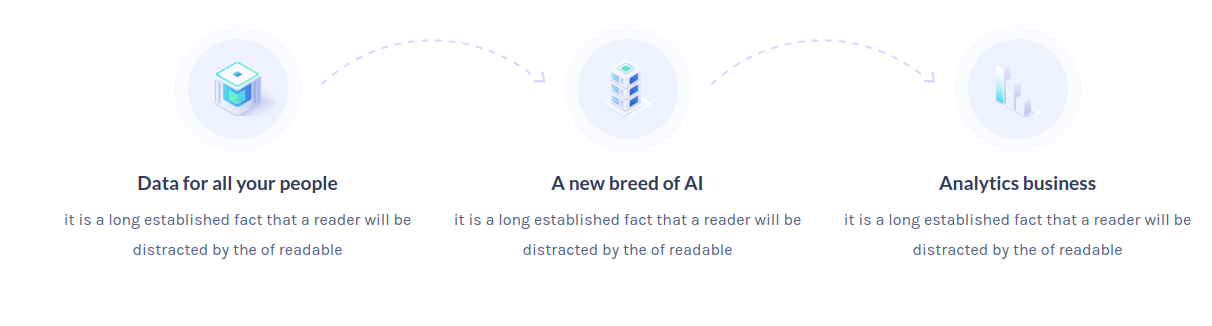 Data for all your people
it is a long established fact that a reader will be
distracted by the of readable
A new breed of AI
it is a long established fact that a reader will be
distracted by the of readable
Analytics business
it is a long established fact that a reader will be
distracted by the of readable